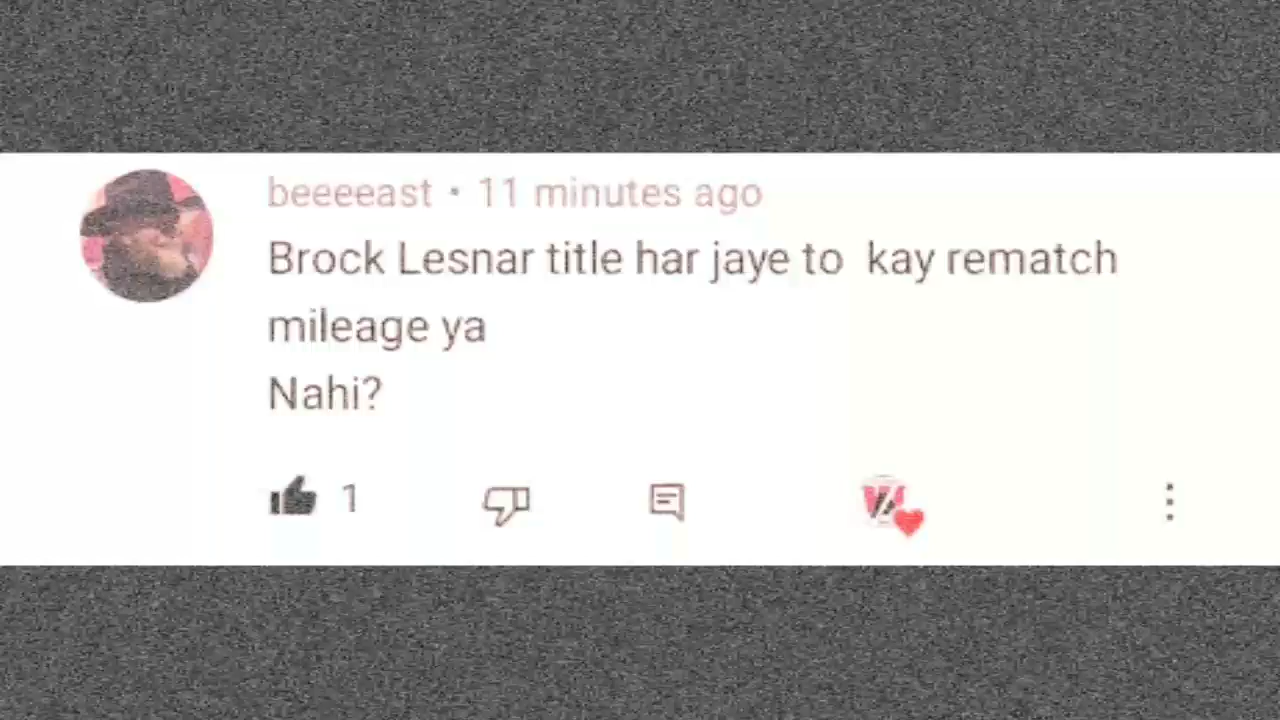 beeeeast • 11 minutes ago
Brock Lesnar title har jaye to  kay rematch
mileage ya
Nahi?
1